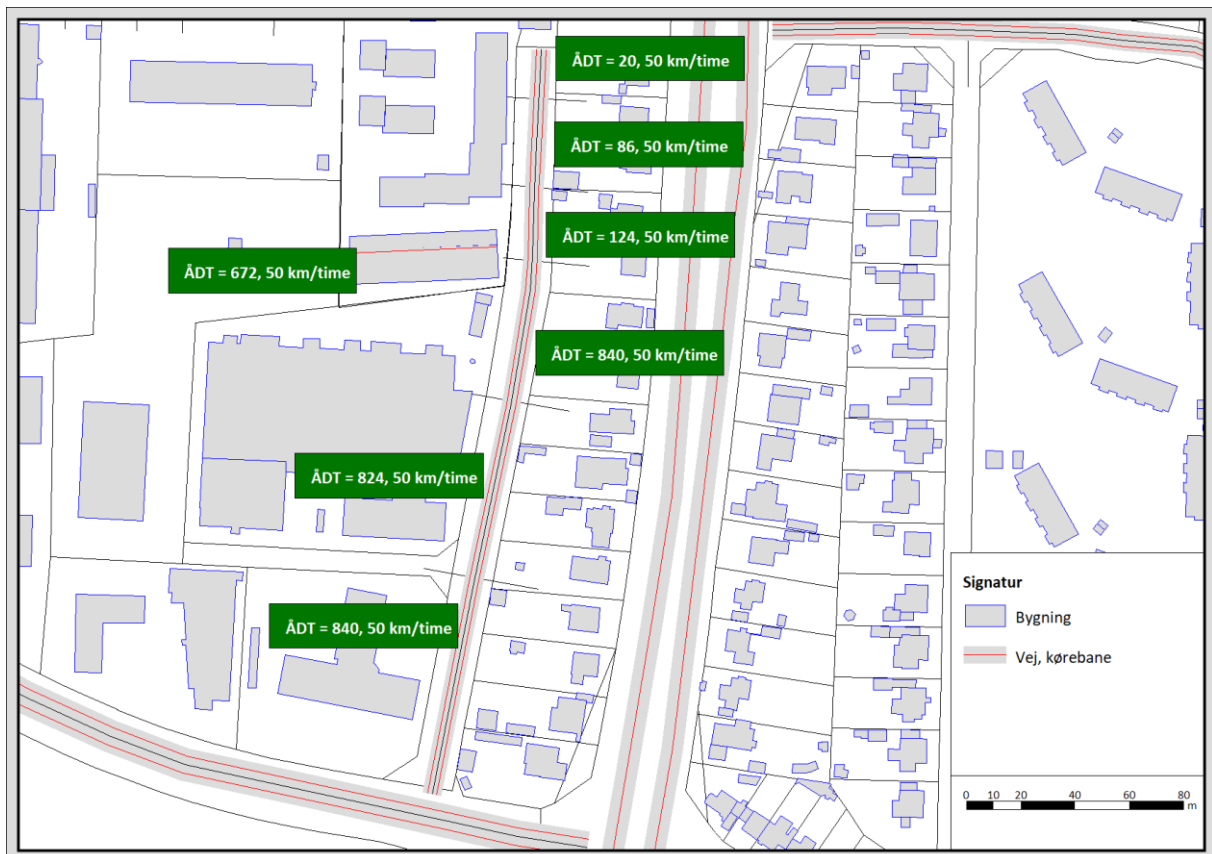 ÅDT = 20, 50 km/time
ÅDT = 86, 50 km/time
ÅDT = 124, 50 km/time
ÅDT = 672, 50 km/time
ÅDT = 840, 50 km/time
ÅDT = 824, 50 km/time
ÅDT = 840, 50 km/time
Signatur
Bygning
Vej, kørebane
0 10 20 40 60 80
m